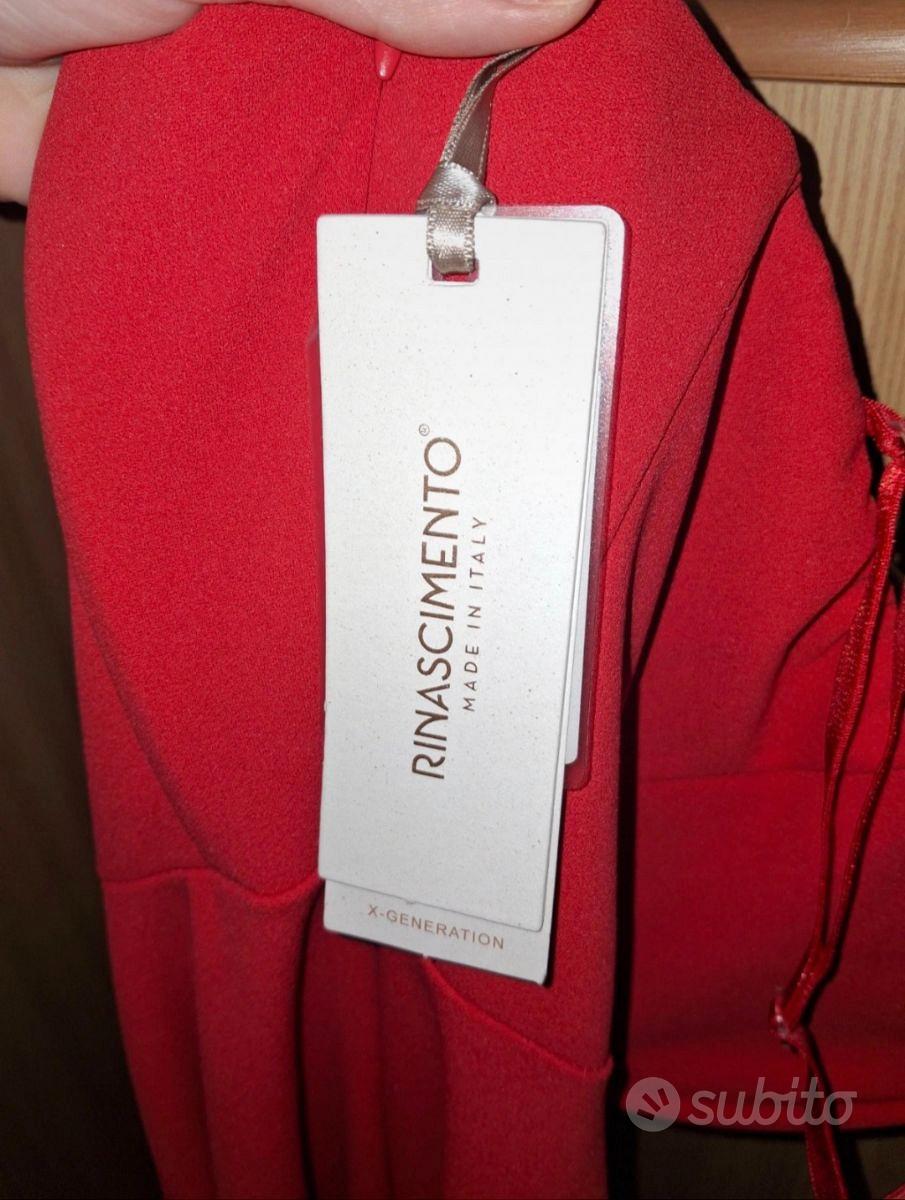 RINASCIMENTO®
MADE IN ITALY
X-GENERATION
subito